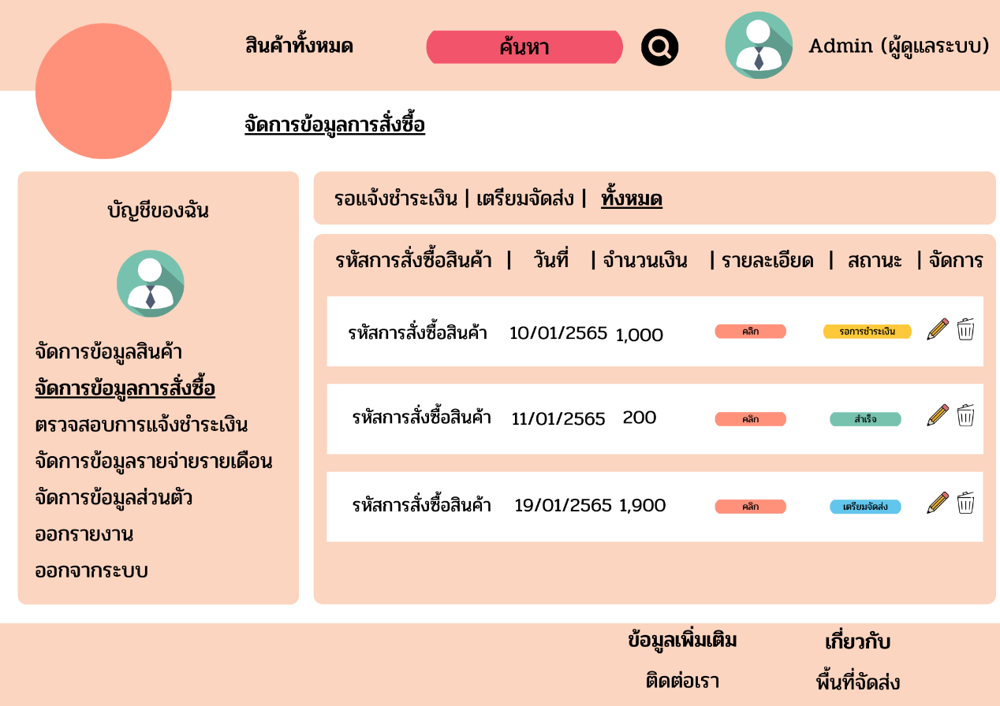 สินค้าทั้งหมด ค้นหา Admin (ผู้ดูแลระบบ)
จัดการข้อมูลการสั่งซื้อ
บัญชีของฉัน
จัดการข้อมูลสินค้า
จัดการข้อมูลการสั่งซื้อ
ตรวจสอบการแจ้งชำระเงิน
จัดการข้อมูลรายจ่ายรายเดือน
จัดการข้อมูลส่วนตัว
ออกรายงาน
ออกจากระบบ
รอแจ้งชำระเงิน | เตรียมจัดส่ง | ทั้งหมด
รหัสการสั่งซื้อสินค้า | วันที่ | จำนวนเงิน | รายละเอียด | สถานะ | จัดการ
รหัสการสั่งซื้อสินค้า 10/01/2565 1,000 คลิก รอการชำระเงิน
รหัสการสั่งซื้อสินค้า 11/01/2565 200 คลิก สำเร็จ
รหัสการสั่งซื้อสินค้า 19/01/2565 1,900 คลิก เตรียมจัดส่ง
ข้อมูลเพิ่มเติม เกี่ยวกับ
ติดต่อเรา พื้นที่จัดส่ง